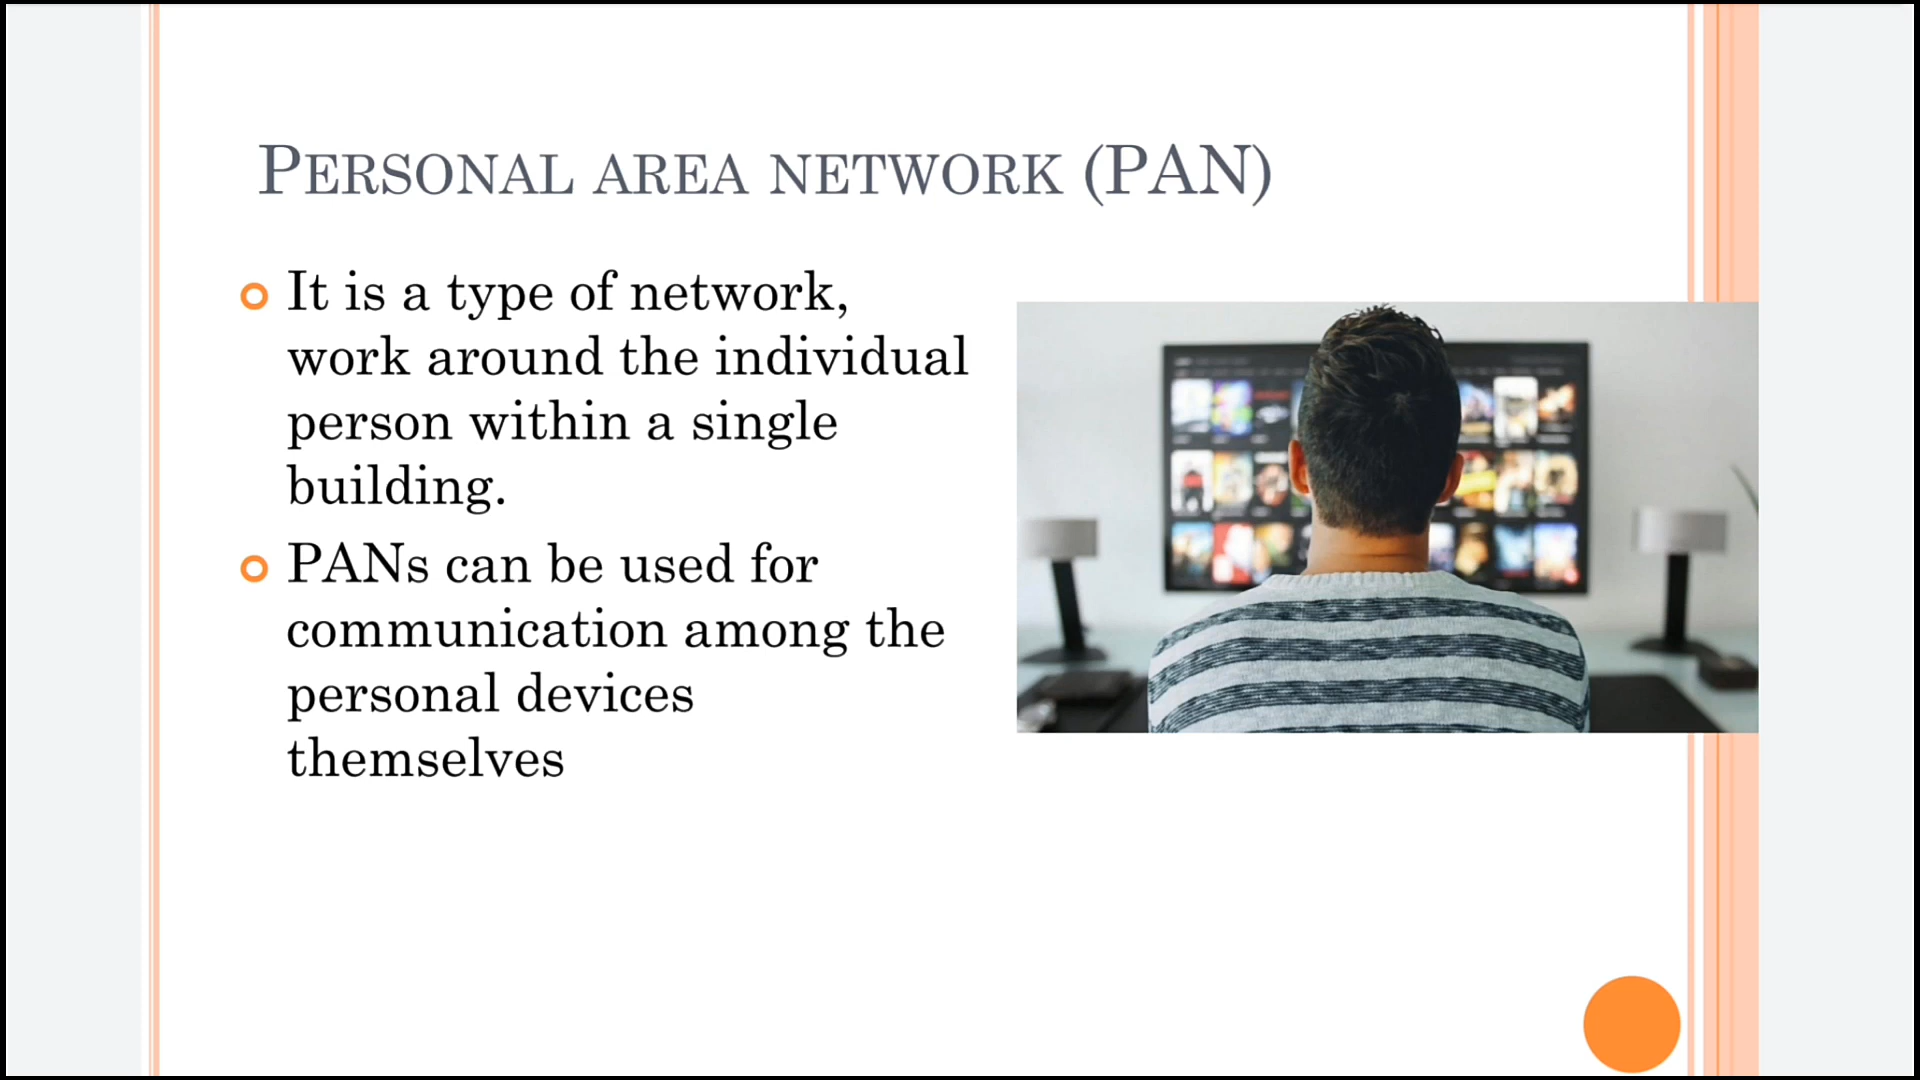 PERSONAL AREA NETWORK (PAN)
It is a type of network,
work around the individual
person within a single
building.
PANs can be used for
communication among the
personal devices
themselves